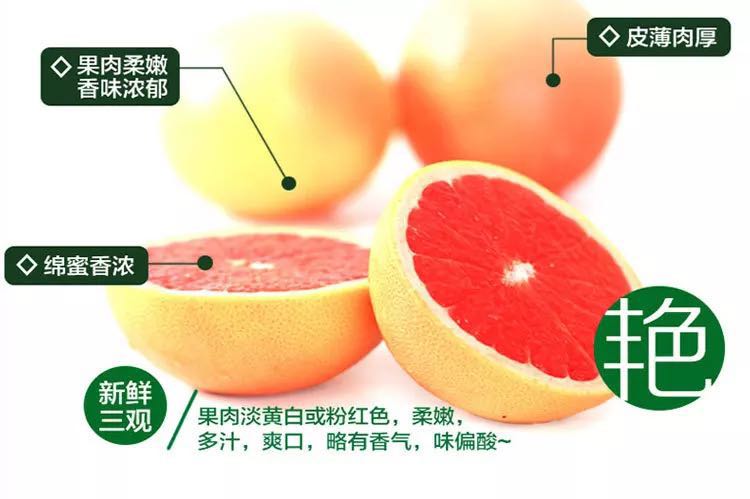 ◇ 果肉柔嫩
香味浓郁
◇ 皮薄肉厚
◇ 绵蜜香浓
艳
新鲜
三观
果肉淡黄白或粉红色，柔嫩，
多汁，爽口，略有香气，味偏酸~